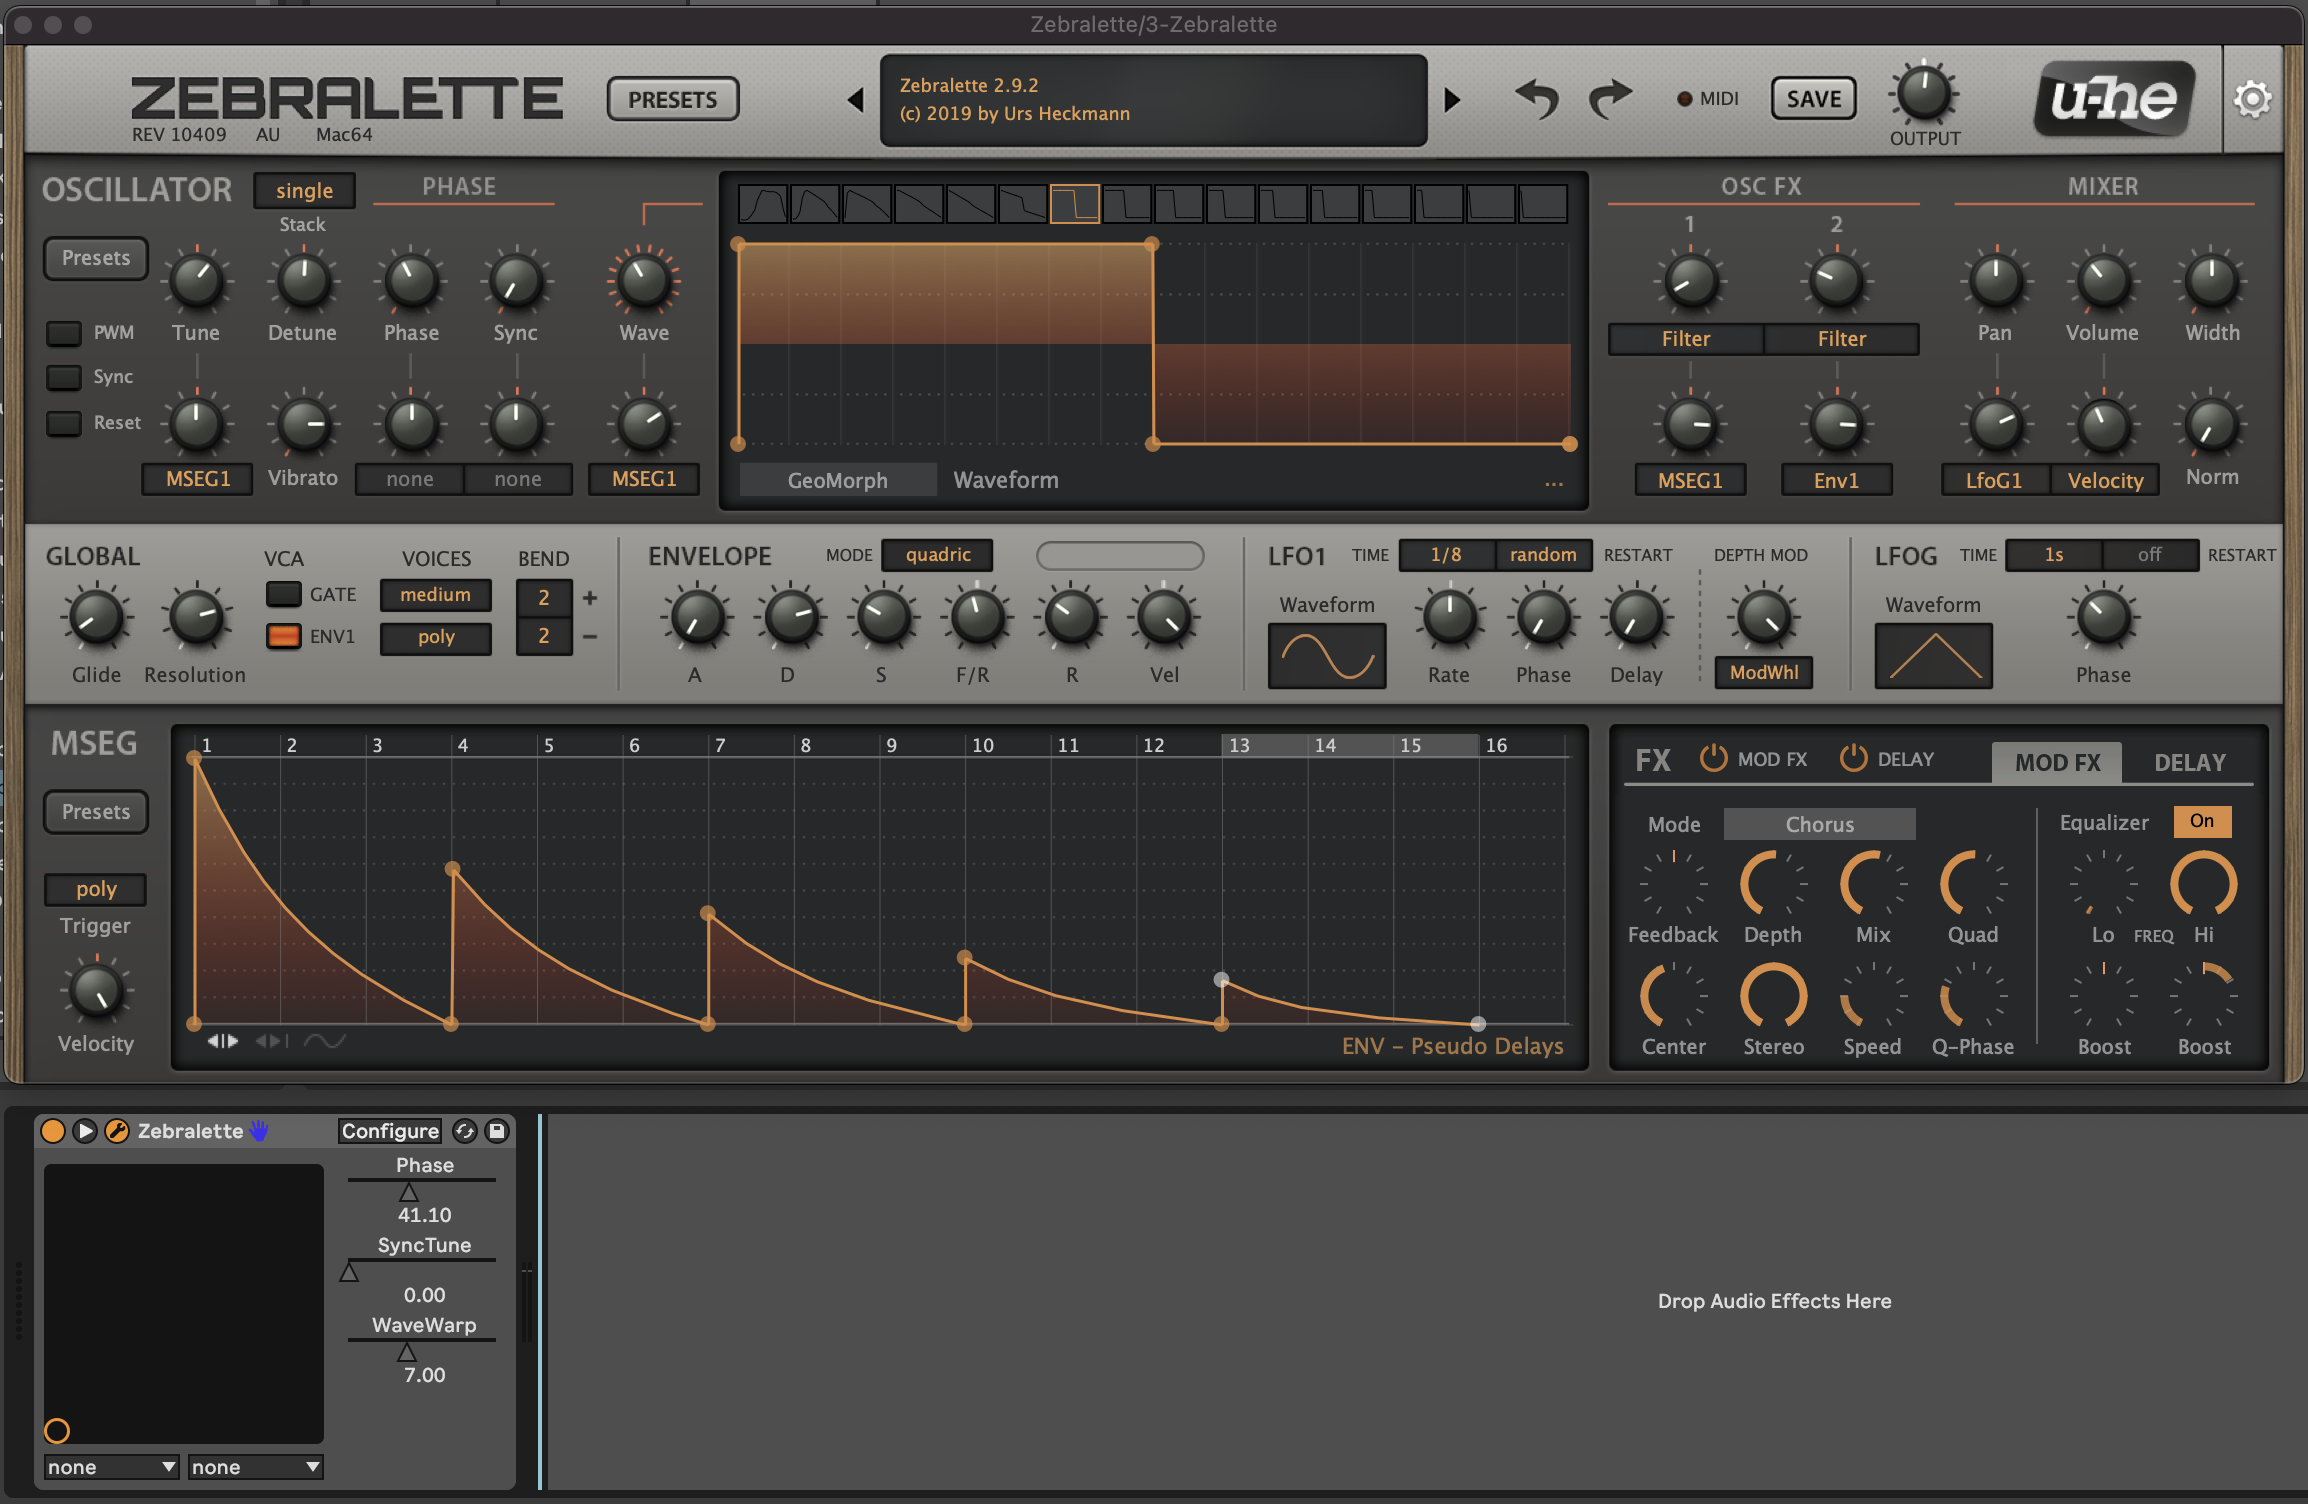 Zebralette/3-Zebralette
ZEBRALETTE
REV 10409 AU Mac64
PRESETS
Zebralette 2.9.2
(c) 2019 by Urs Heckmann
MIDI
SAVE
OUTPUT
u-he
OSCILLATOR
single
Stack
PHASE
Presets
Tune
Detune
Phase
Sync
Wave
PWM
Sync
Reset
MSEG1
Vibrato
none
none
MSEG1
GeoMorph
Waveform
...
OSC FX
1
2
Filter
Filter
MSEG1
Env1
MIXER
Pan
Volume
Width
LfoG1
Velocity
Norm
GLOBAL
VCA
VOICES
BEND
GATE
medium
2
+
ENV1
poly
2
−
Glide
Resolution
ENVELOPE
MODE
quadric
A
D
S
F/R
R
Vel
LFO1
TIME
1/8
random
RESTART
DEPTH MOD
Waveform
Rate
Phase
Delay
ModWhl
LFOG
TIME
1s
off
RESTART
Waveform
Phase
MSEG
Presets
poly
Trigger
Velocity
1 2 3 4 5 6 7 8 9 10 11 12 13 14 15 16
ENV - Pseudo Delays
FX
MOD FX
DELAY
MOD FX
DELAY
Mode
Chorus
Equalizer
On
Feedback
Depth
Mix
Quad
Lo
FREQ
Hi
Center
Stereo
Speed
Q-Phase
Boost
Boost
Zebralette
Configure
Phase
41.10
SyncTune
0.00
WaveWarp
7.00
none
none
Drop Audio Effects Here